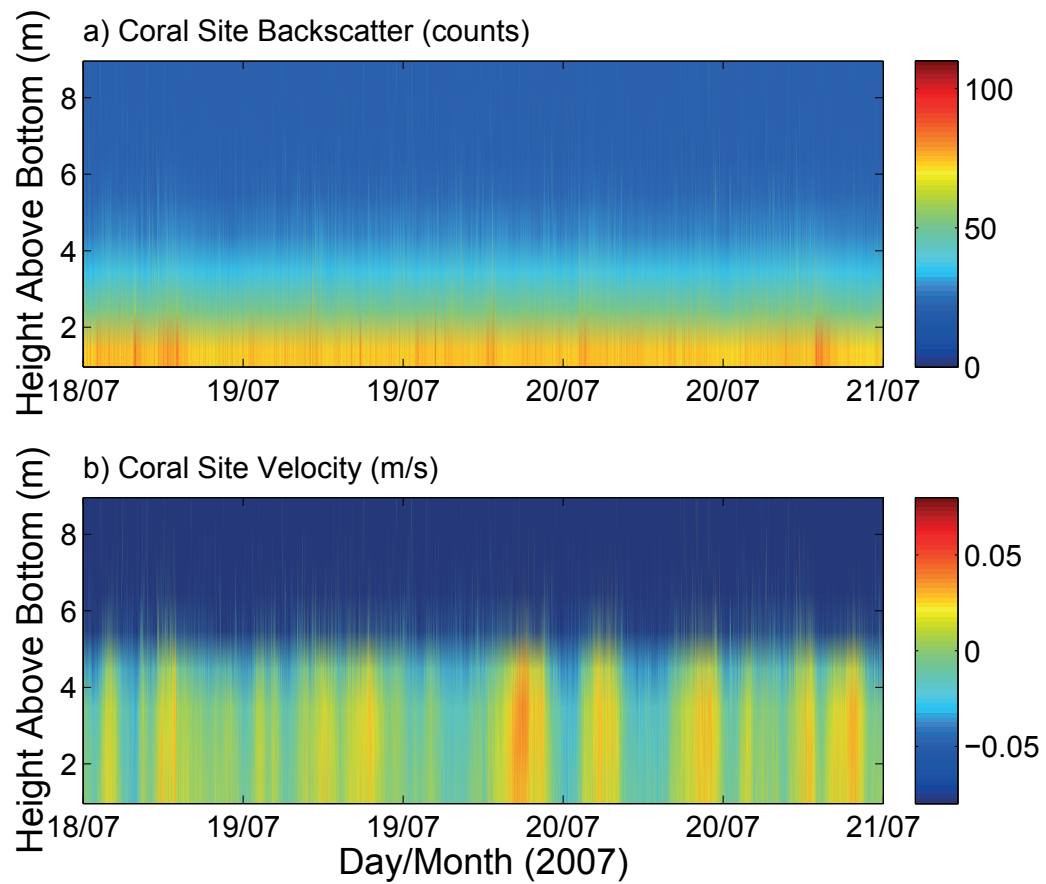 a) Coral Site Backscatter (counts)
Height Above Bottom (m)
8
6
4
2
18/07 19/07 19/07 20/07 20/07 21/07
100
50
0
b) Coral Site Velocity (m/s)
Height Above Bottom (m)
8
6
4
2
18/07 19/07 19/07 20/07 20/07 21/07
0.05
0
−0.05
Day/Month (2007)